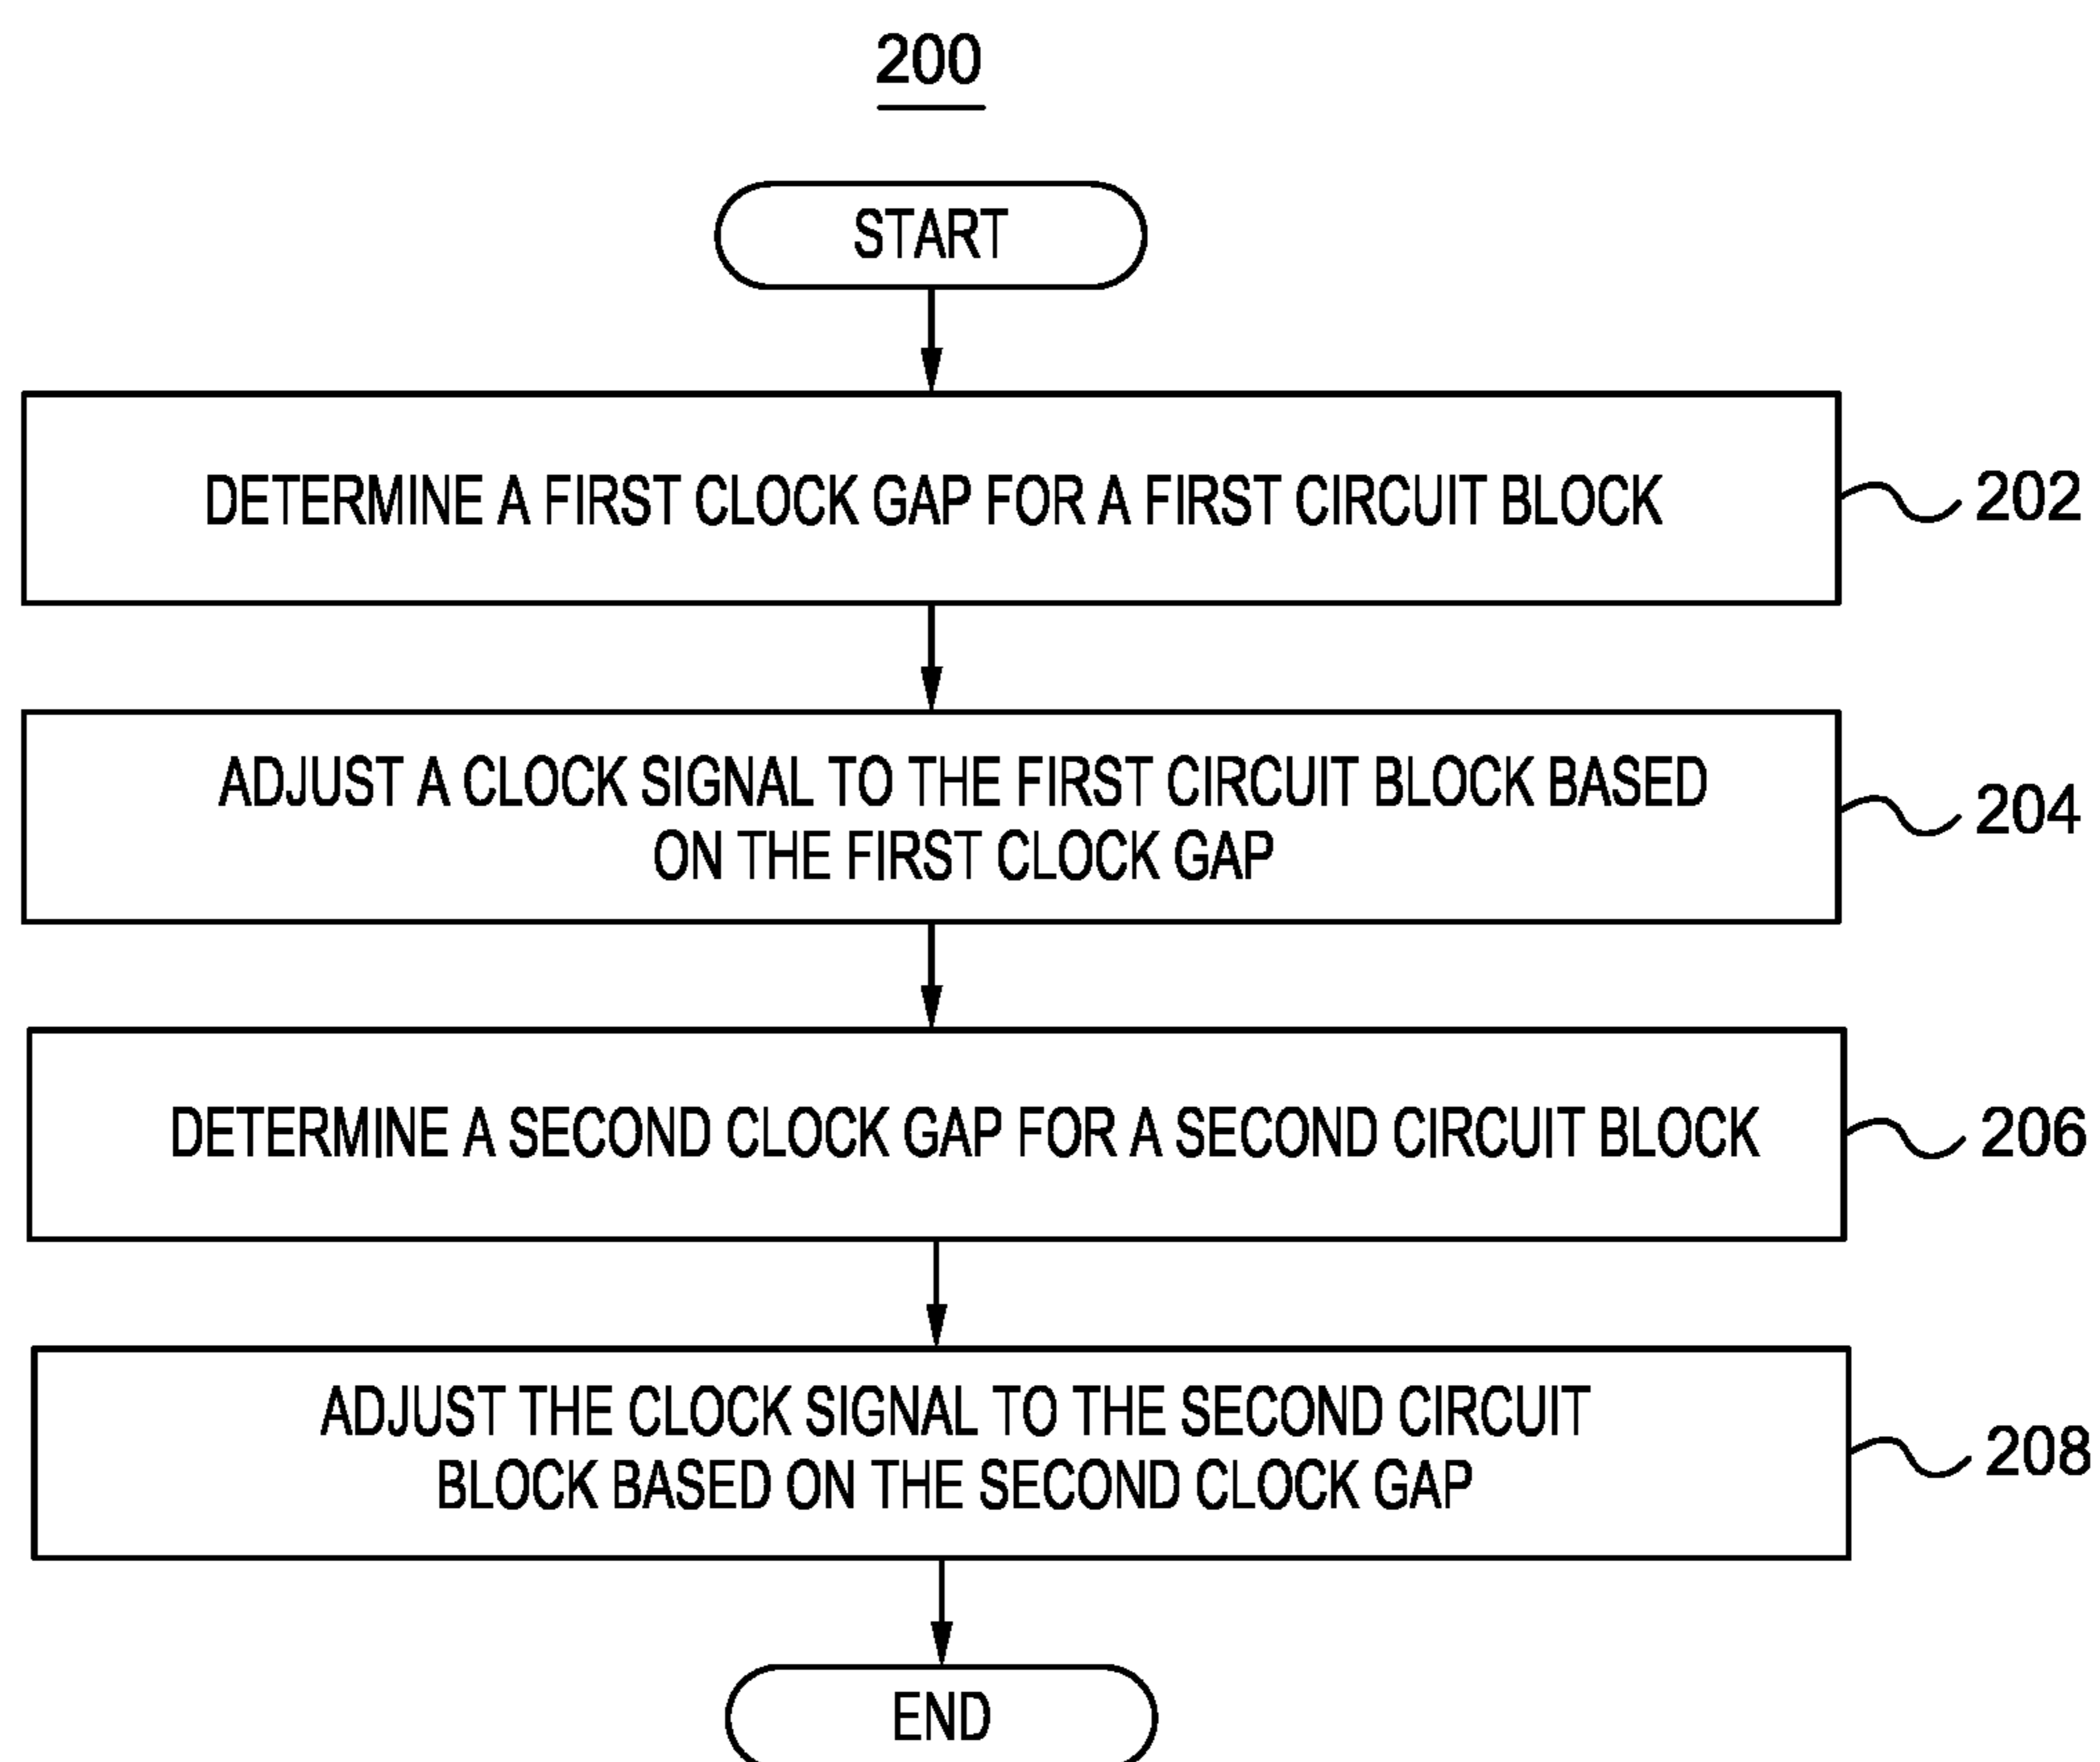 200
START
DETERMINE A FIRST CLOCK GAP FOR A FIRST CIRCUIT BLOCK
202
ADJUST A CLOCK SIGNAL TO THE FIRST CIRCUIT BLOCK BASED
ON THE FIRST CLOCK GAP
204
DETERMINE A SECOND CLOCK GAP FOR A SECOND CIRCUIT BLOCK
206
ADJUST THE CLOCK SIGNAL TO THE SECOND CIRCUIT
BLOCK BASED ON THE SECOND CLOCK GAP
208
END